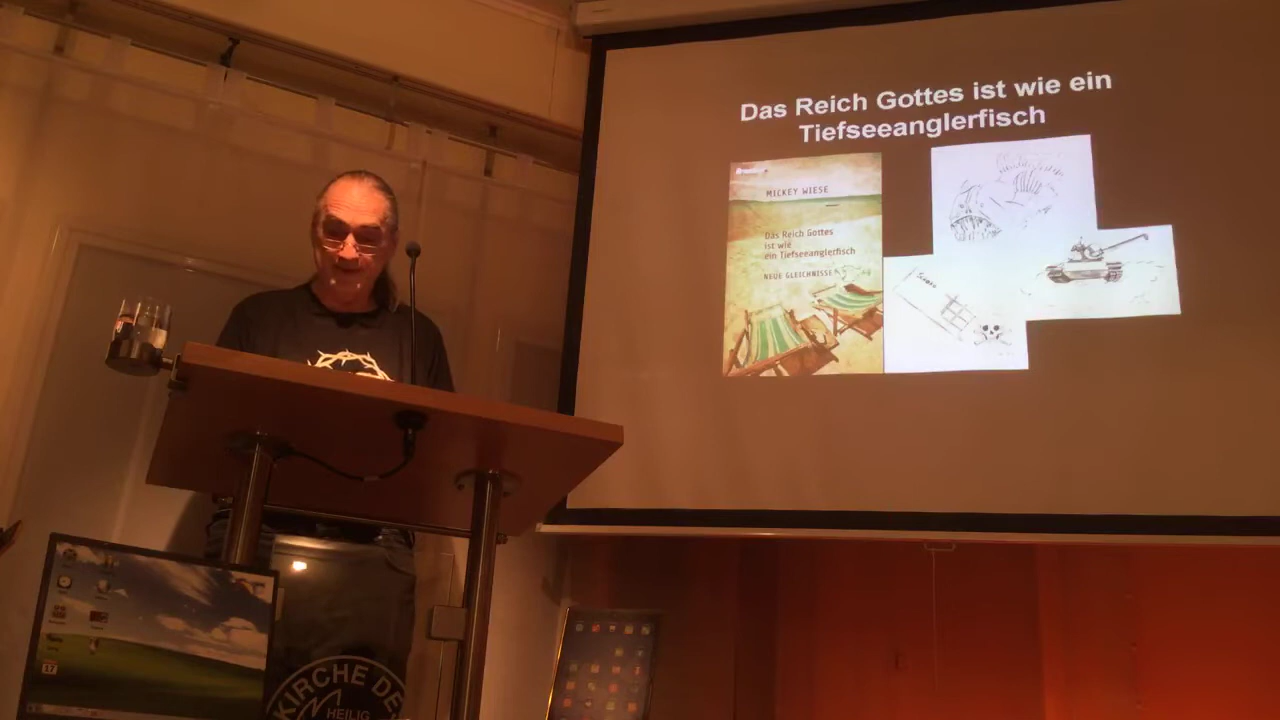 Das Reich Gottes ist wie ein
Tiefseeanglerfisch
MICKEY WIESE
Das Reich Gottes
ist wie
ein Tiefseeanglerfisch
NEUE GLEICHNISSE
17
KIRCHE DE
HEILIG